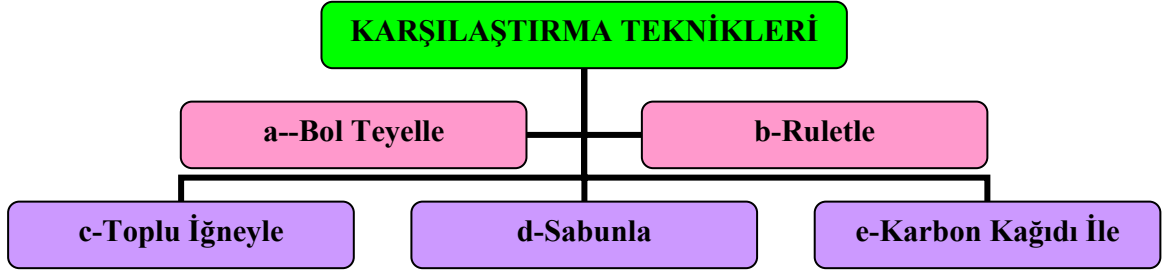 KARŞILAŞTIRMA TEKNİKLERİ
a--Bol Teyelle
b-Ruletle
c-Toplu İğneyle
d-Sabunla
e-Karbon Kağıdı İle